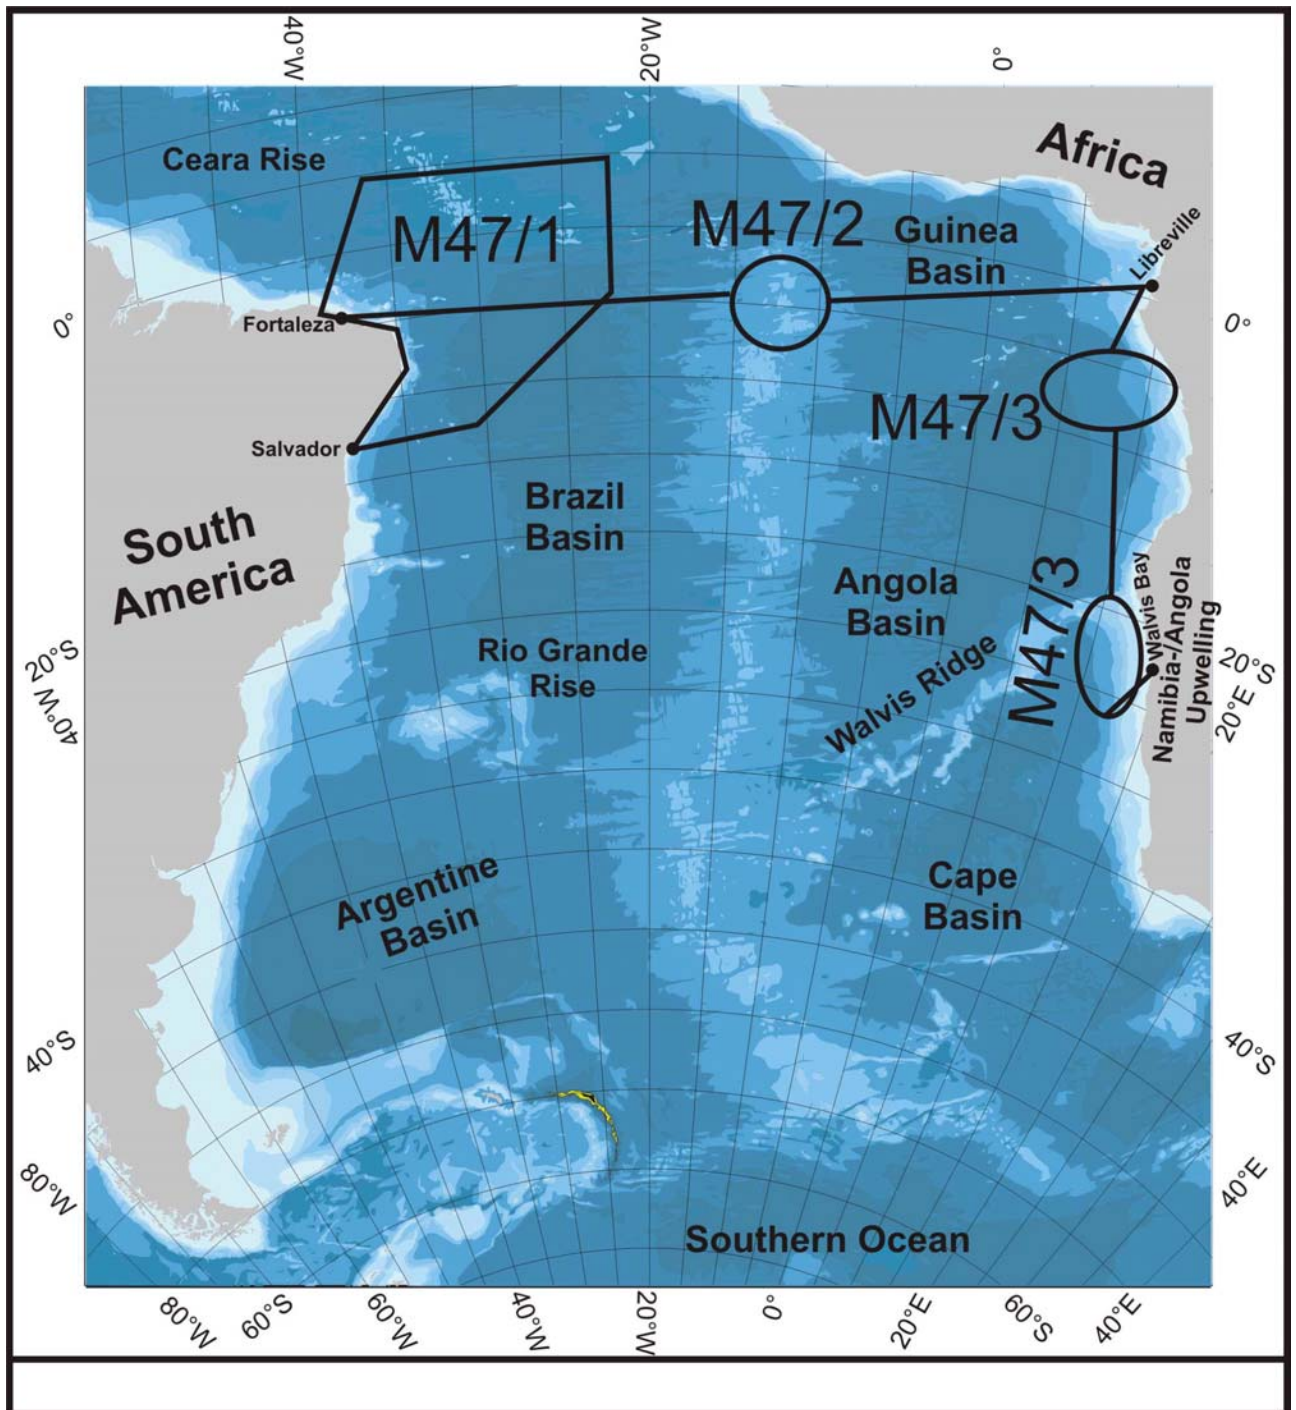 40°W
20°W
0°
Africa
Ceara Rise
M47/1
M47/2
Guinea
Basin
Libreville
0°
Fortaleza
0°
M47/3
Salvador
Brazil
Basin
South
America
Angola
Basin
M47/3
Walvis Bay
Namibia-/Angola
Upwelling
Rio Grande
Rise
Walvis Ridge
20°S
40°W
20°S
20°E
Argentine
Basin
Cape
Basin
40°S
40°S
80°W
40°E
Southern Ocean
80°W
60°S
60°W
40°W
20°W
0°
20°E
60°S
40°E